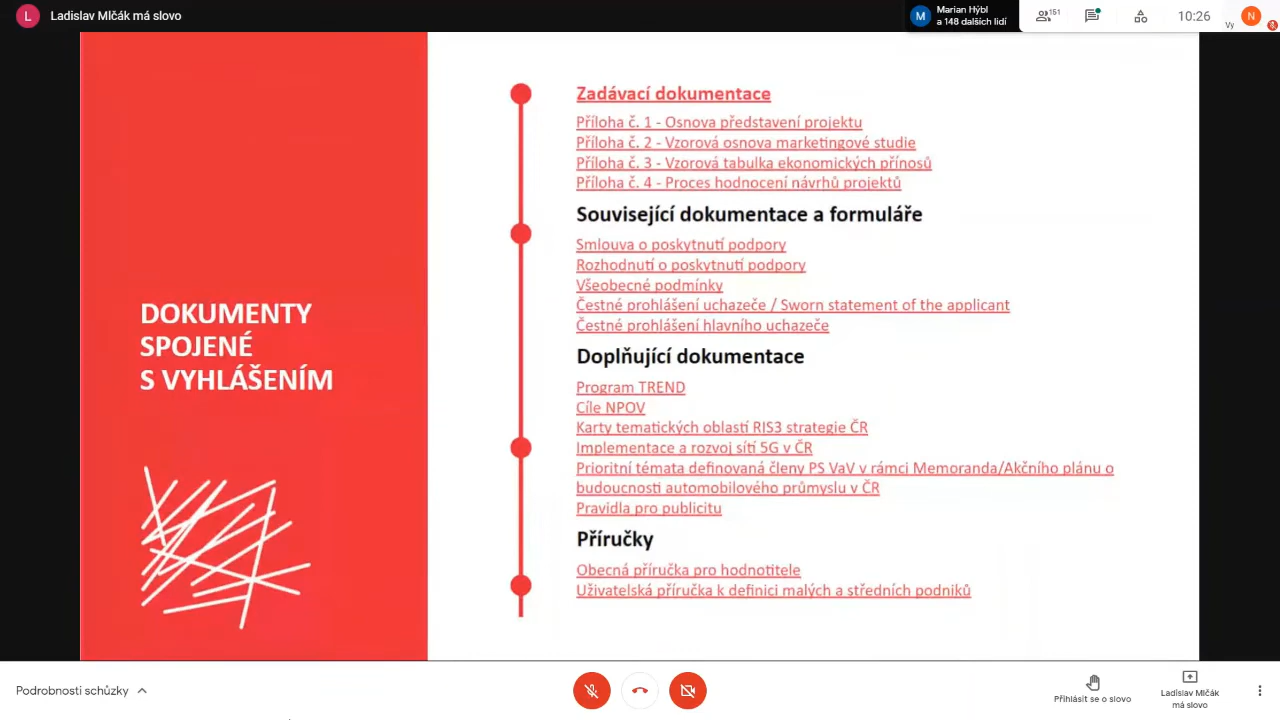 L
Ladislav Mlčák má slovo
M
Marian Hýbl
a 148 dalších lidí
151
10:26
Vy
N
DOKUMENTY
SPOJENÉ
S VYHLÁŠENÍM
Zadávací dokumentace
Příloha č. 1 - Osnova představení projektu
Příloha č. 2 - Vzorová osnova marketingové studie
Příloha č. 3 - Vzorová tabulka ekonomických přínosů
Příloha č. 4 - Proces hodnocení návrhů projektů
Související dokumentace a formuláře
Smlouva o poskytnutí podpory
Rozhodnutí o poskytnutí podpory
Všeobecné podmínky
Čestné prohlášení uchazeče / Sworn statement of the applicant
Čestné prohlášení hlavního uchazeče
Doplňující dokumentace
Program TREND
Cíle NPOV
Karty tematických oblastí RIS3 strategie ČR
Implementace a rozvoj sítí 5G v ČR
Prioritní témata definovaná členy PS VaV v rámci Memoranda/Akčního plánu o
budoucnosti automobilového průmyslu v ČR
Pravidla pro publicitu
Příručky
Obecná příručka pro hodnotitele
Uživatelská příručka k definici malých a středních podniků
Podrobnosti schůzky
Přihlásit se o slovo
Ladislav Mlčák
má slovo